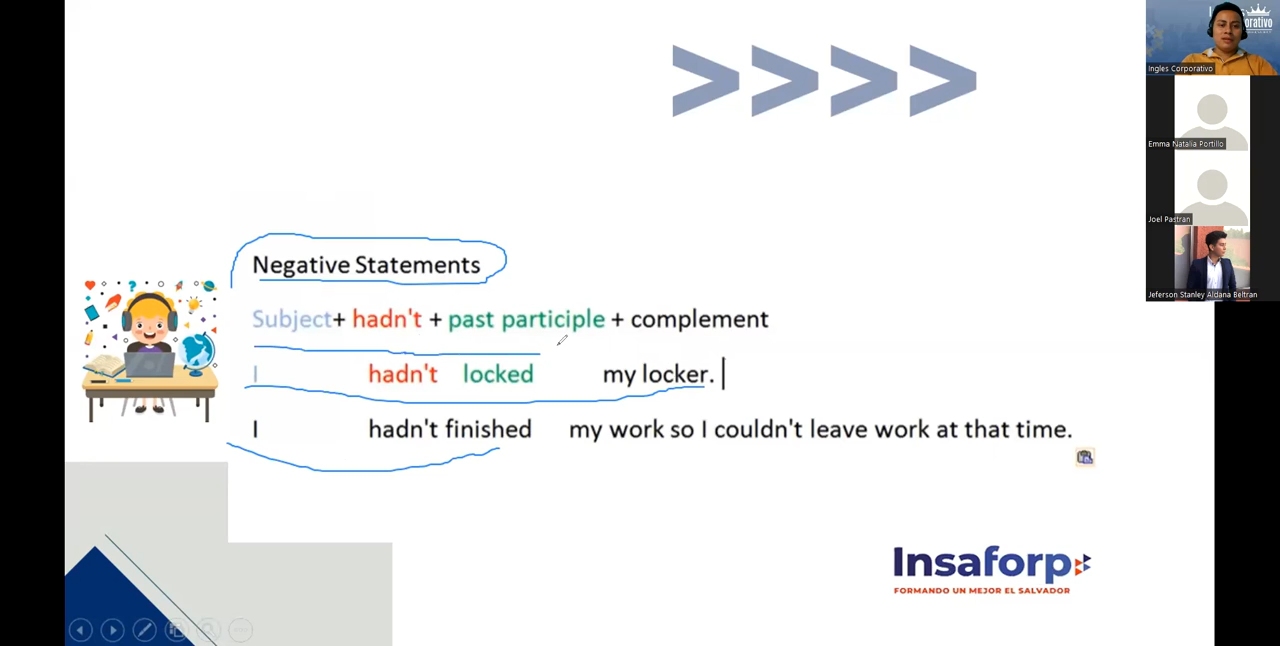 >>>>
Negative Statements
Subject+ hadn't + past participle + complement
I hadn't locked my locker.
I hadn't finished my work so I couldn't leave work at that time.
Insaforp
FORMANDO UN MEJOR EL SALVADOR
Ingles Corporativo
Emma Natalia Portillo
Joel Pastran
Jeferson Stanley Aldana Beltran